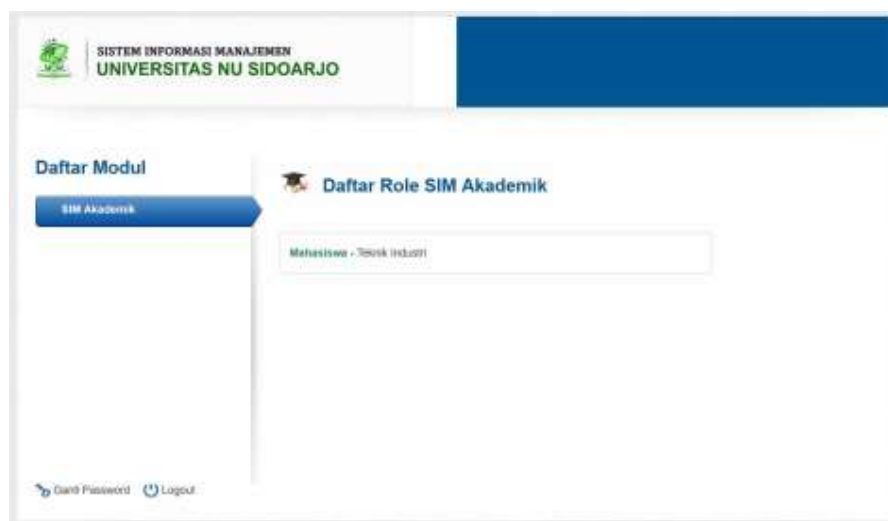 SISTEM INFORMASI MANAJEMEN
UNIVERSITAS NU SIDOARJO
Daftar Modul
SIM Akademik
Daftar Role SIM Akademik
Mahasiswa - Teknik Industri
Ganti Password
Logout